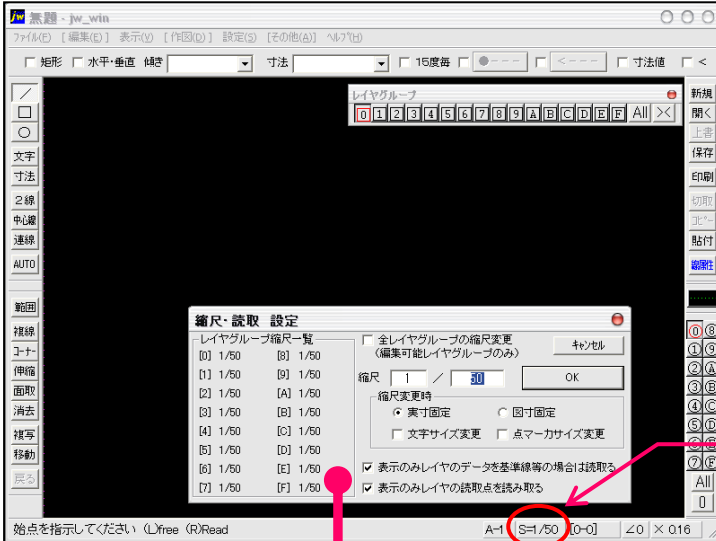 無題 - jw_win
ﾌｧｲﾙ(F) [編集(E)] 表示(V) [作図(D)] 設定(S) [その他(A)] ﾍﾙﾌﾟ(H)
矩形 水平・垂直 傾き 寸法 15度毎 ●--- <--- 寸法値 <
レイヤグループ
0 1 2 3 4 5 6 7 8 9 A B C D E F All ><
／
□
○
文字
寸法
2線
中心線
連線
AUTO
範囲
複線
ｺｰﾅｰ
伸縮
面取
消去
複写
移動
戻る
新規
開く
上書
保存
印刷
切取
ｺﾋﾟｰ
貼付
線属性
0 8
1 9
2 A
3 B
4 C
5 D
6 E
7 F
All
0
縮尺・読取 設定
レイヤグループ縮尺一覧
[0] 1/50 [8] 1/50
[1] 1/50 [9] 1/50
[2] 1/50 [A] 1/50
[3] 1/50 [B] 1/50
[4] 1/50 [C] 1/50
[5] 1/50 [D] 1/50
[6] 1/50 [E] 1/50
[7] 1/50 [F] 1/50
全レイヤグループの縮尺変更
(編集可能レイヤグループのみ)
ｷｬﾝｾﾙ
縮尺 1 / 50 OK
縮尺変更時
実寸固定 図寸固定
文字サイズ変更 点マーカサイズ変更
表示のみレイヤのデータを基準線等の場合は読取る
表示のみレイヤの読取点を読み取る
始点を指示してください (L)free (R)Read
A-1 S=1/50 [0-0] ∠0 × 0.16